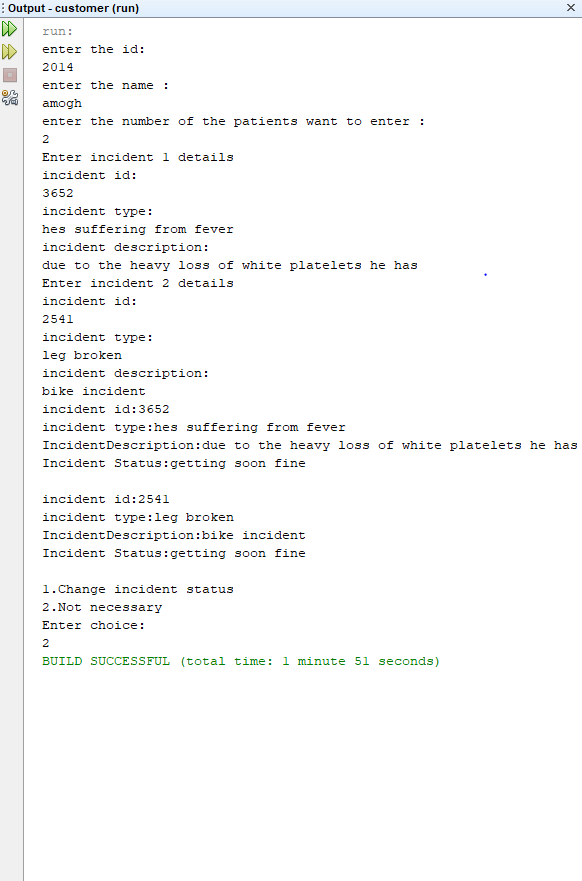 Output - customer (run)
run:
enter the id:
2014
enter the name :
amogh
enter the number of the patients want to enter :
2
Enter incident 1 details
incident id:
3652
incident type:
hes suffering from fever
incident description:
due to the heavy loss of white platelets he has
Enter incident 2 details
incident id:
2541
incident type:
leg broken
incident description:
bike incident
incident id:3652
incident type:hes suffering from fever
IncidentDescription:due to the heavy loss of white platelets he has
Incident Status:getting soon fine
incident id:2541
incident type:leg broken
IncidentDescription:bike incident
Incident Status:getting soon fine
1.Change incident status
2.Not necessary
Enter choice:
2
BUILD SUCCESSFUL (total time: 1 minute 51 seconds)